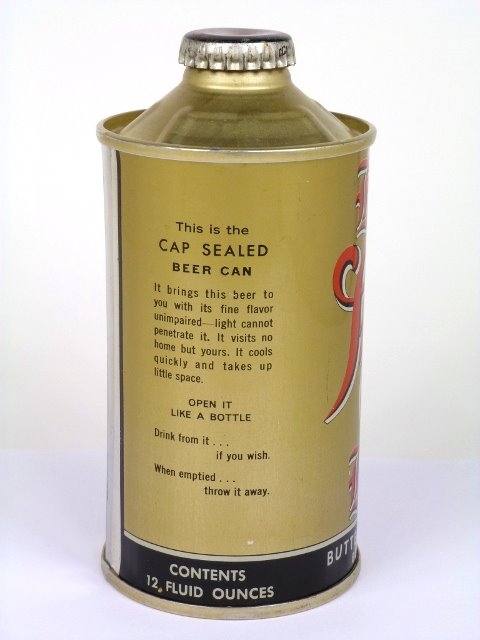 This is the
CAP SEALED
BEER CAN
It brings this beer to
you with its fine flavor
unimpaired—light cannot
penetrate it. It visits no
home but yours. It cools
quickly and takes up
little space.
OPEN IT
LIKE A BOTTLE
Drink from it . . .
if you wish.
When emptied . . .
throw it away.
CONTENTS
12 FLUID OUNCES